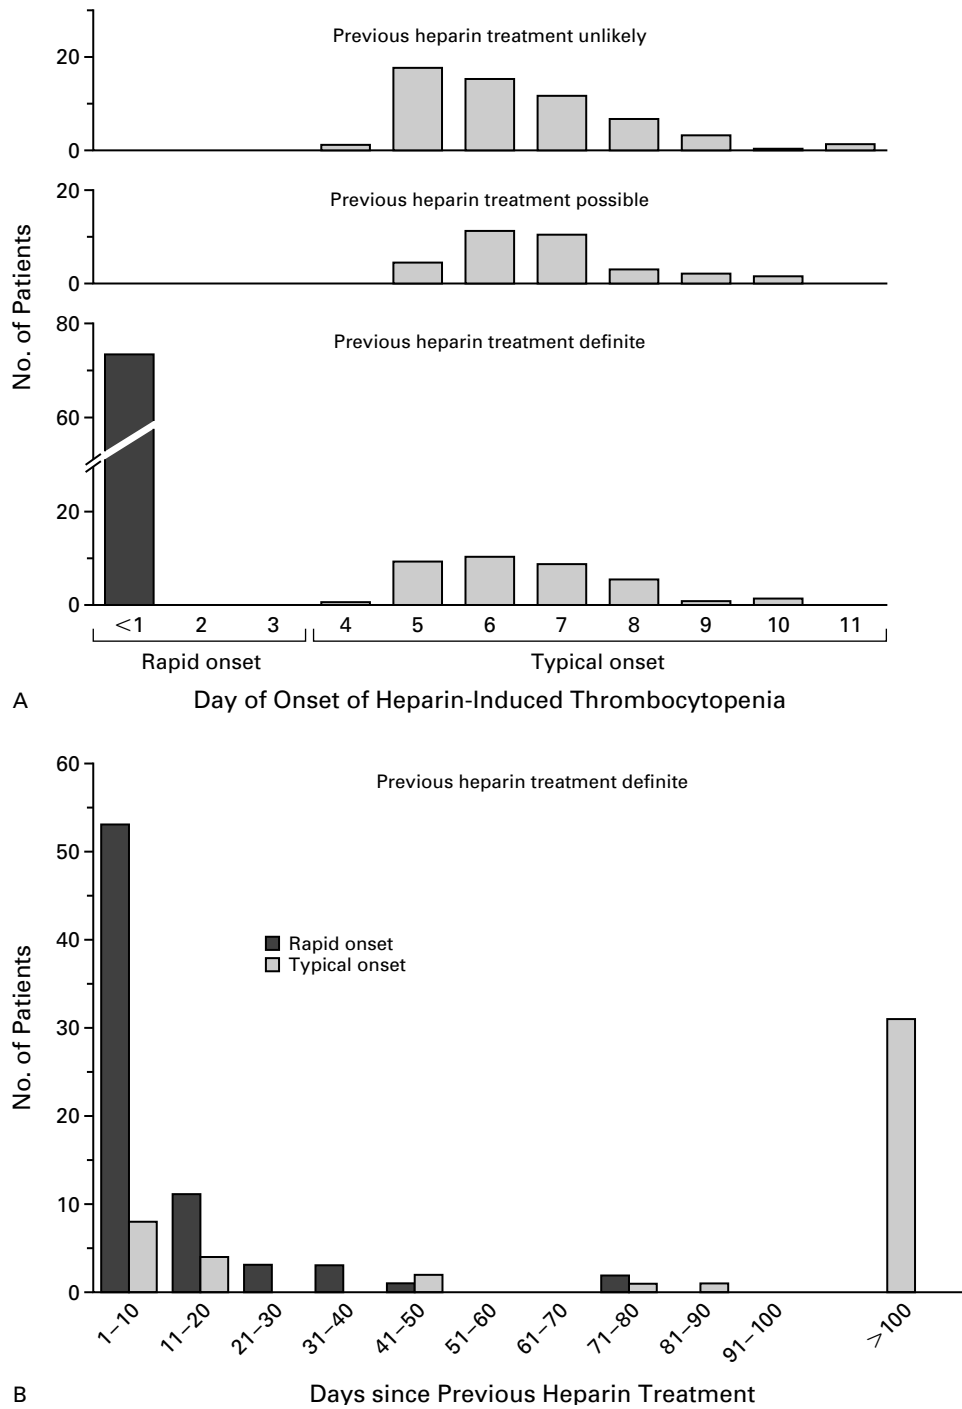 Previous heparin treatment unlikely
20
0
Previous heparin treatment possible
20
0
Previous heparin treatment definite
80
60
20
0
No. of Patients
<1 2 3 4 5 6 7 8 9 10 11
Rapid onset Typical onset
A Day of Onset of Heparin-Induced Thrombocytopenia
60
Previous heparin treatment definite
50
40
Rapid onset
Typical onset
30
20
10
0
No. of Patients
1–10 11–20 21–30 31–40 41–50 51–60 61–70 71–80 81–90 91–100 >100
B Days since Previous Heparin Treatment